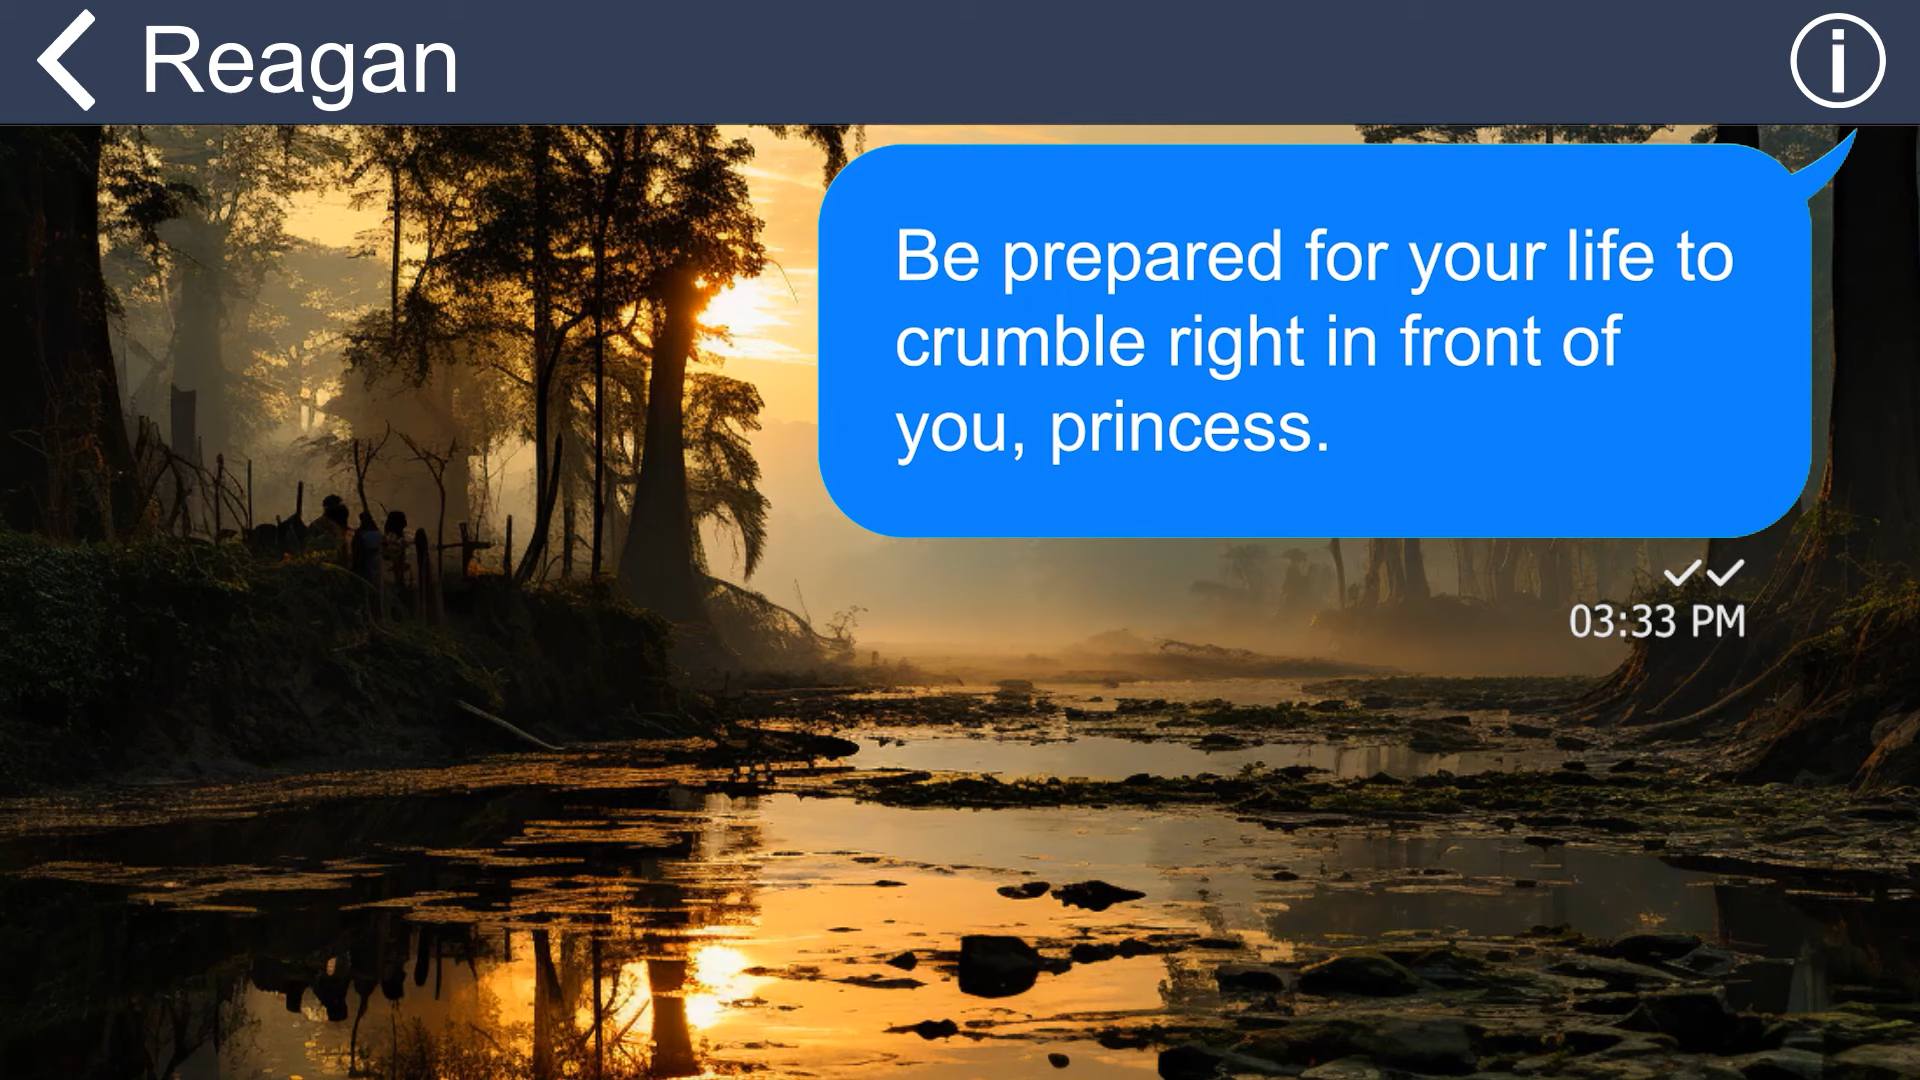 Reagan
Be prepared for your life to
crumble right in front of
you, princess.
03:33 PM